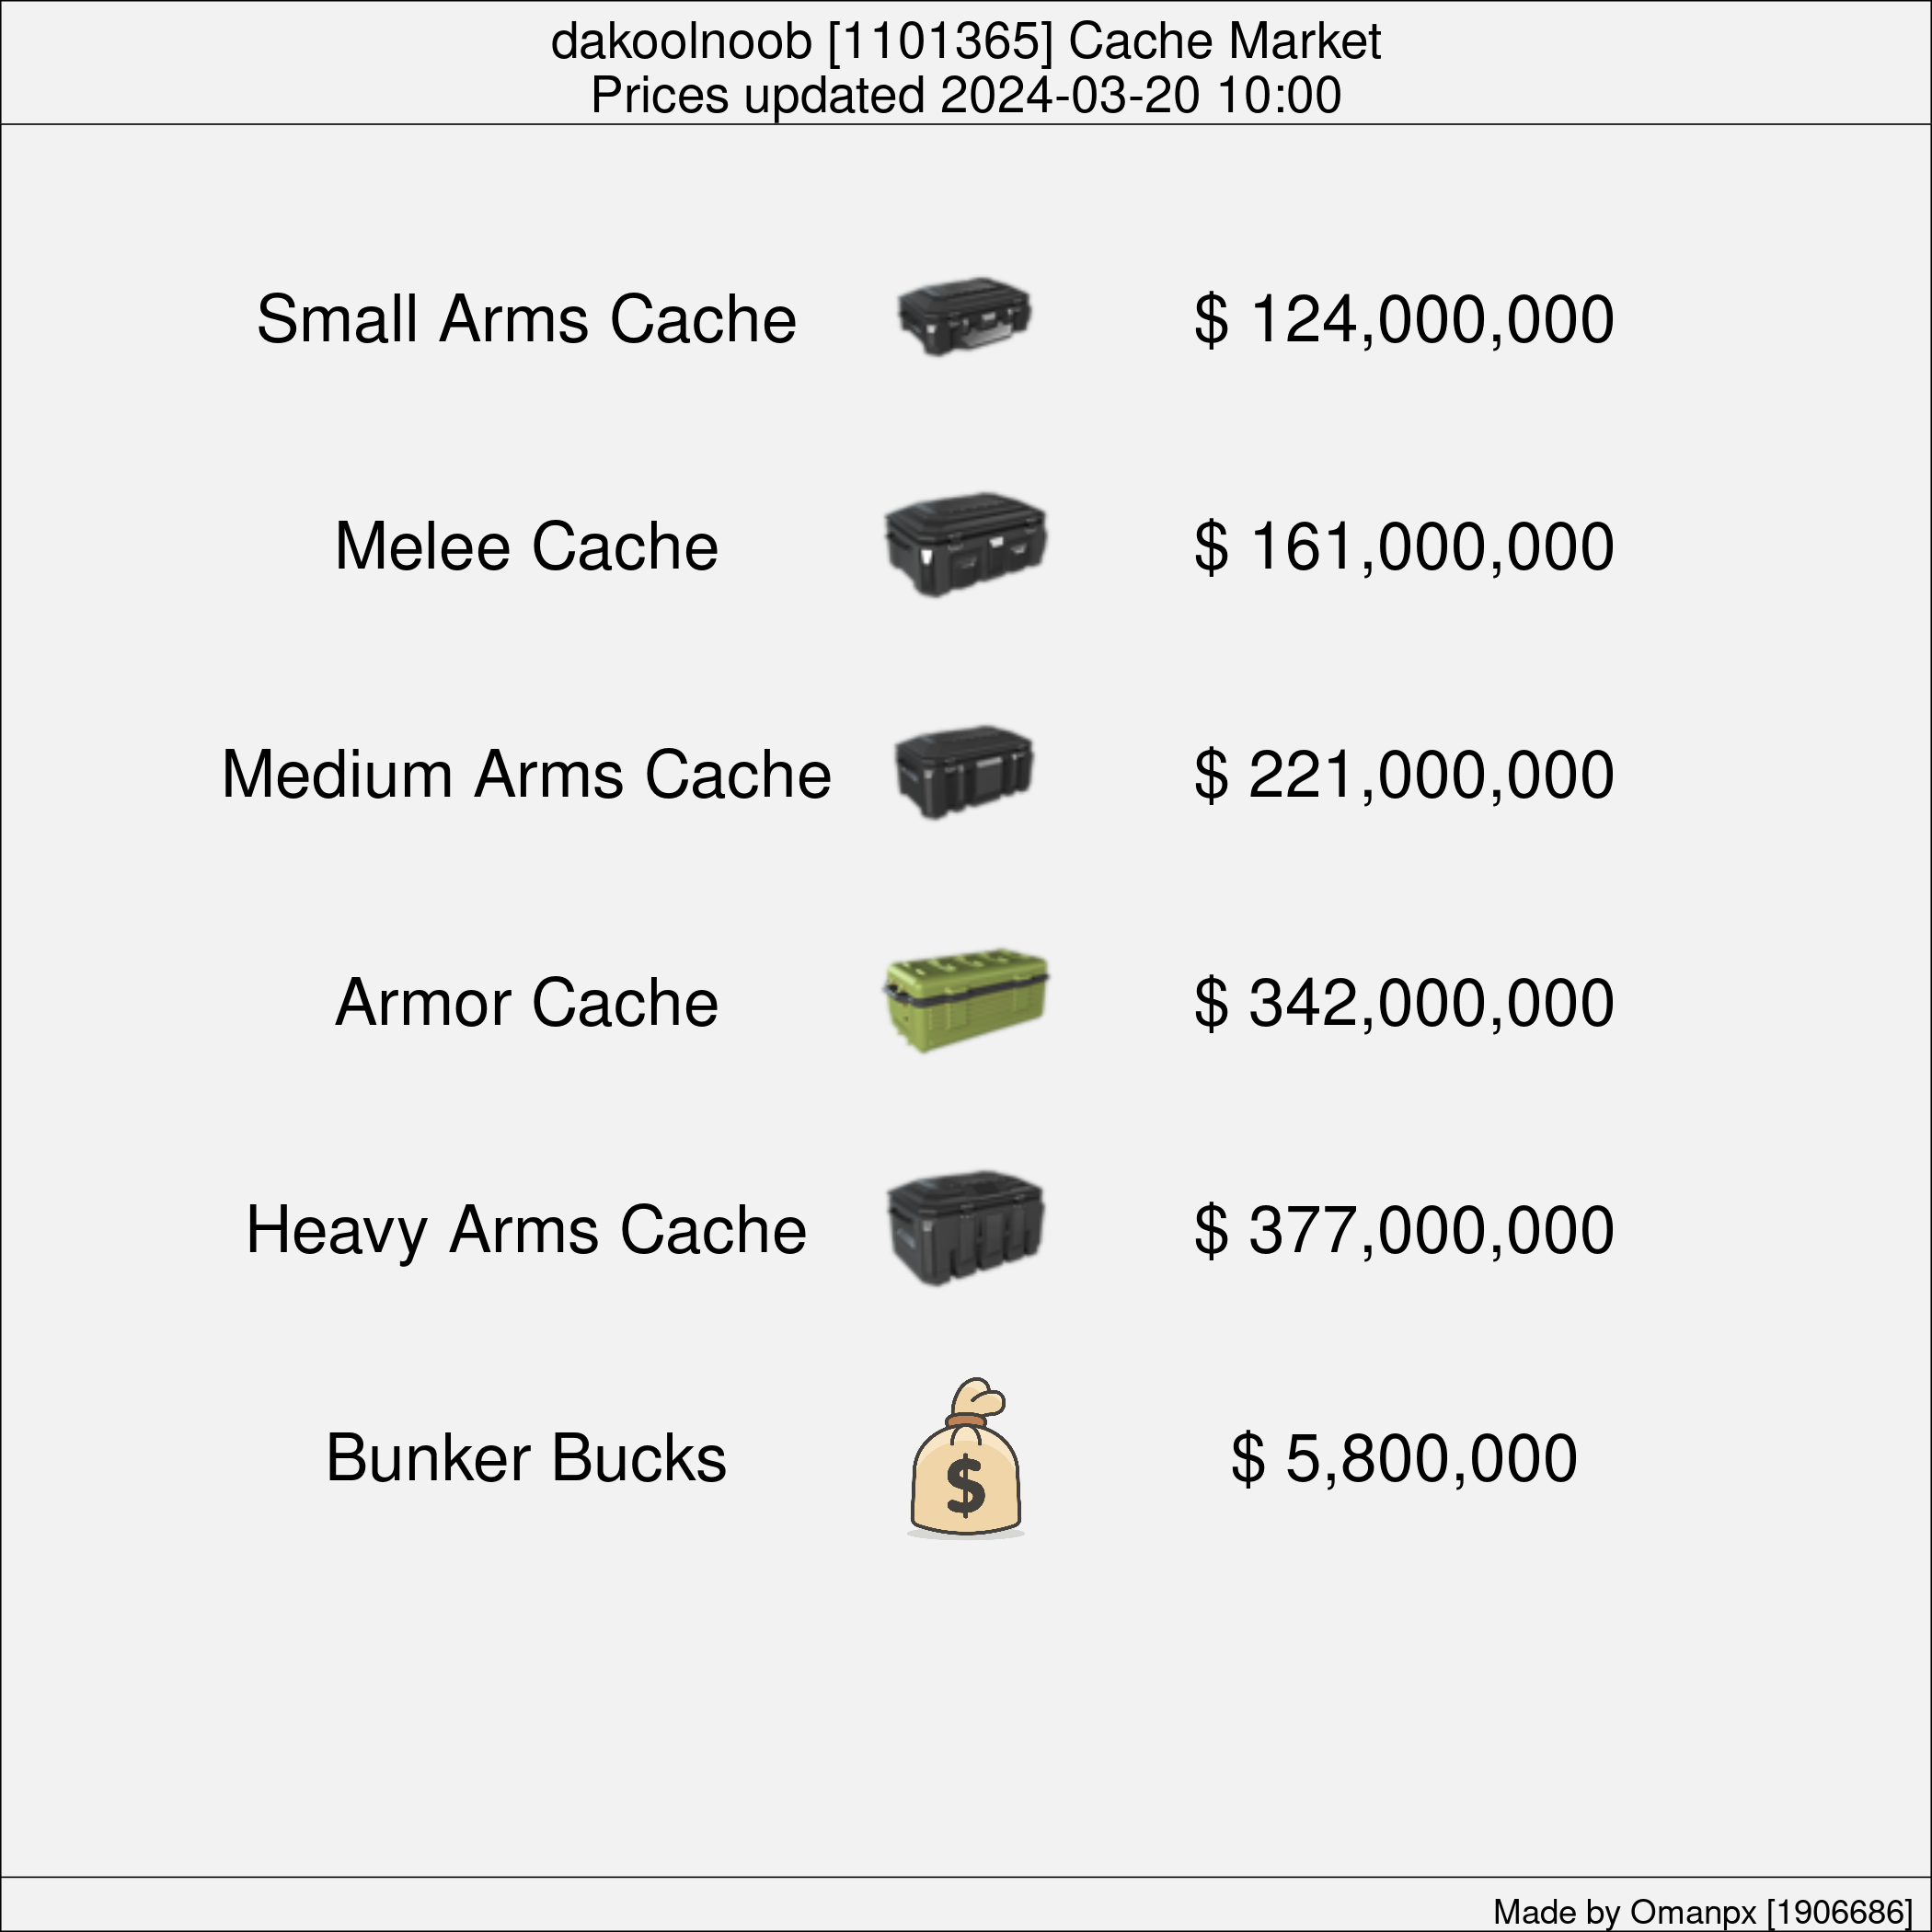 dakoolnoob [1101365] Cache Market
Prices updated 2024-03-20 10:00
Small Arms Cache $ 124,000,000
Melee Cache $ 161,000,000
Medium Arms Cache $ 221,000,000
Armor Cache $ 342,000,000
Heavy Arms Cache $ 377,000,000
Bunker Bucks $ $ 5,800,000
Made by Omanpx [1906686]